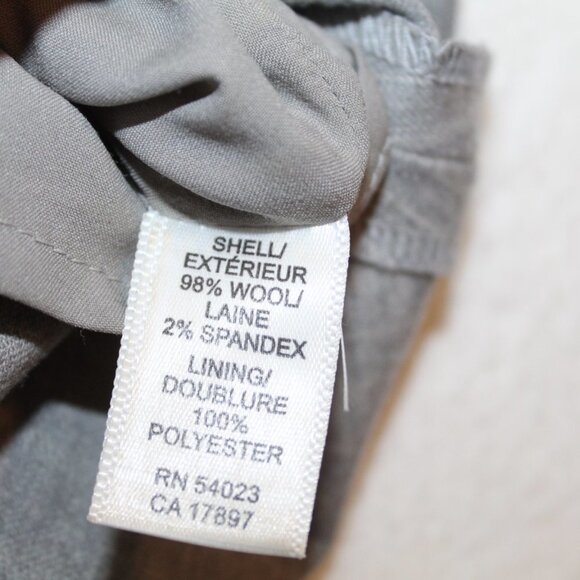 SHELL/
EXTÉRIEUR
98% WOOL/
LAINE
2% SPANDEX
LINING/
DOUBLURE
100%
POLYESTER
RN 54023
CA 17897